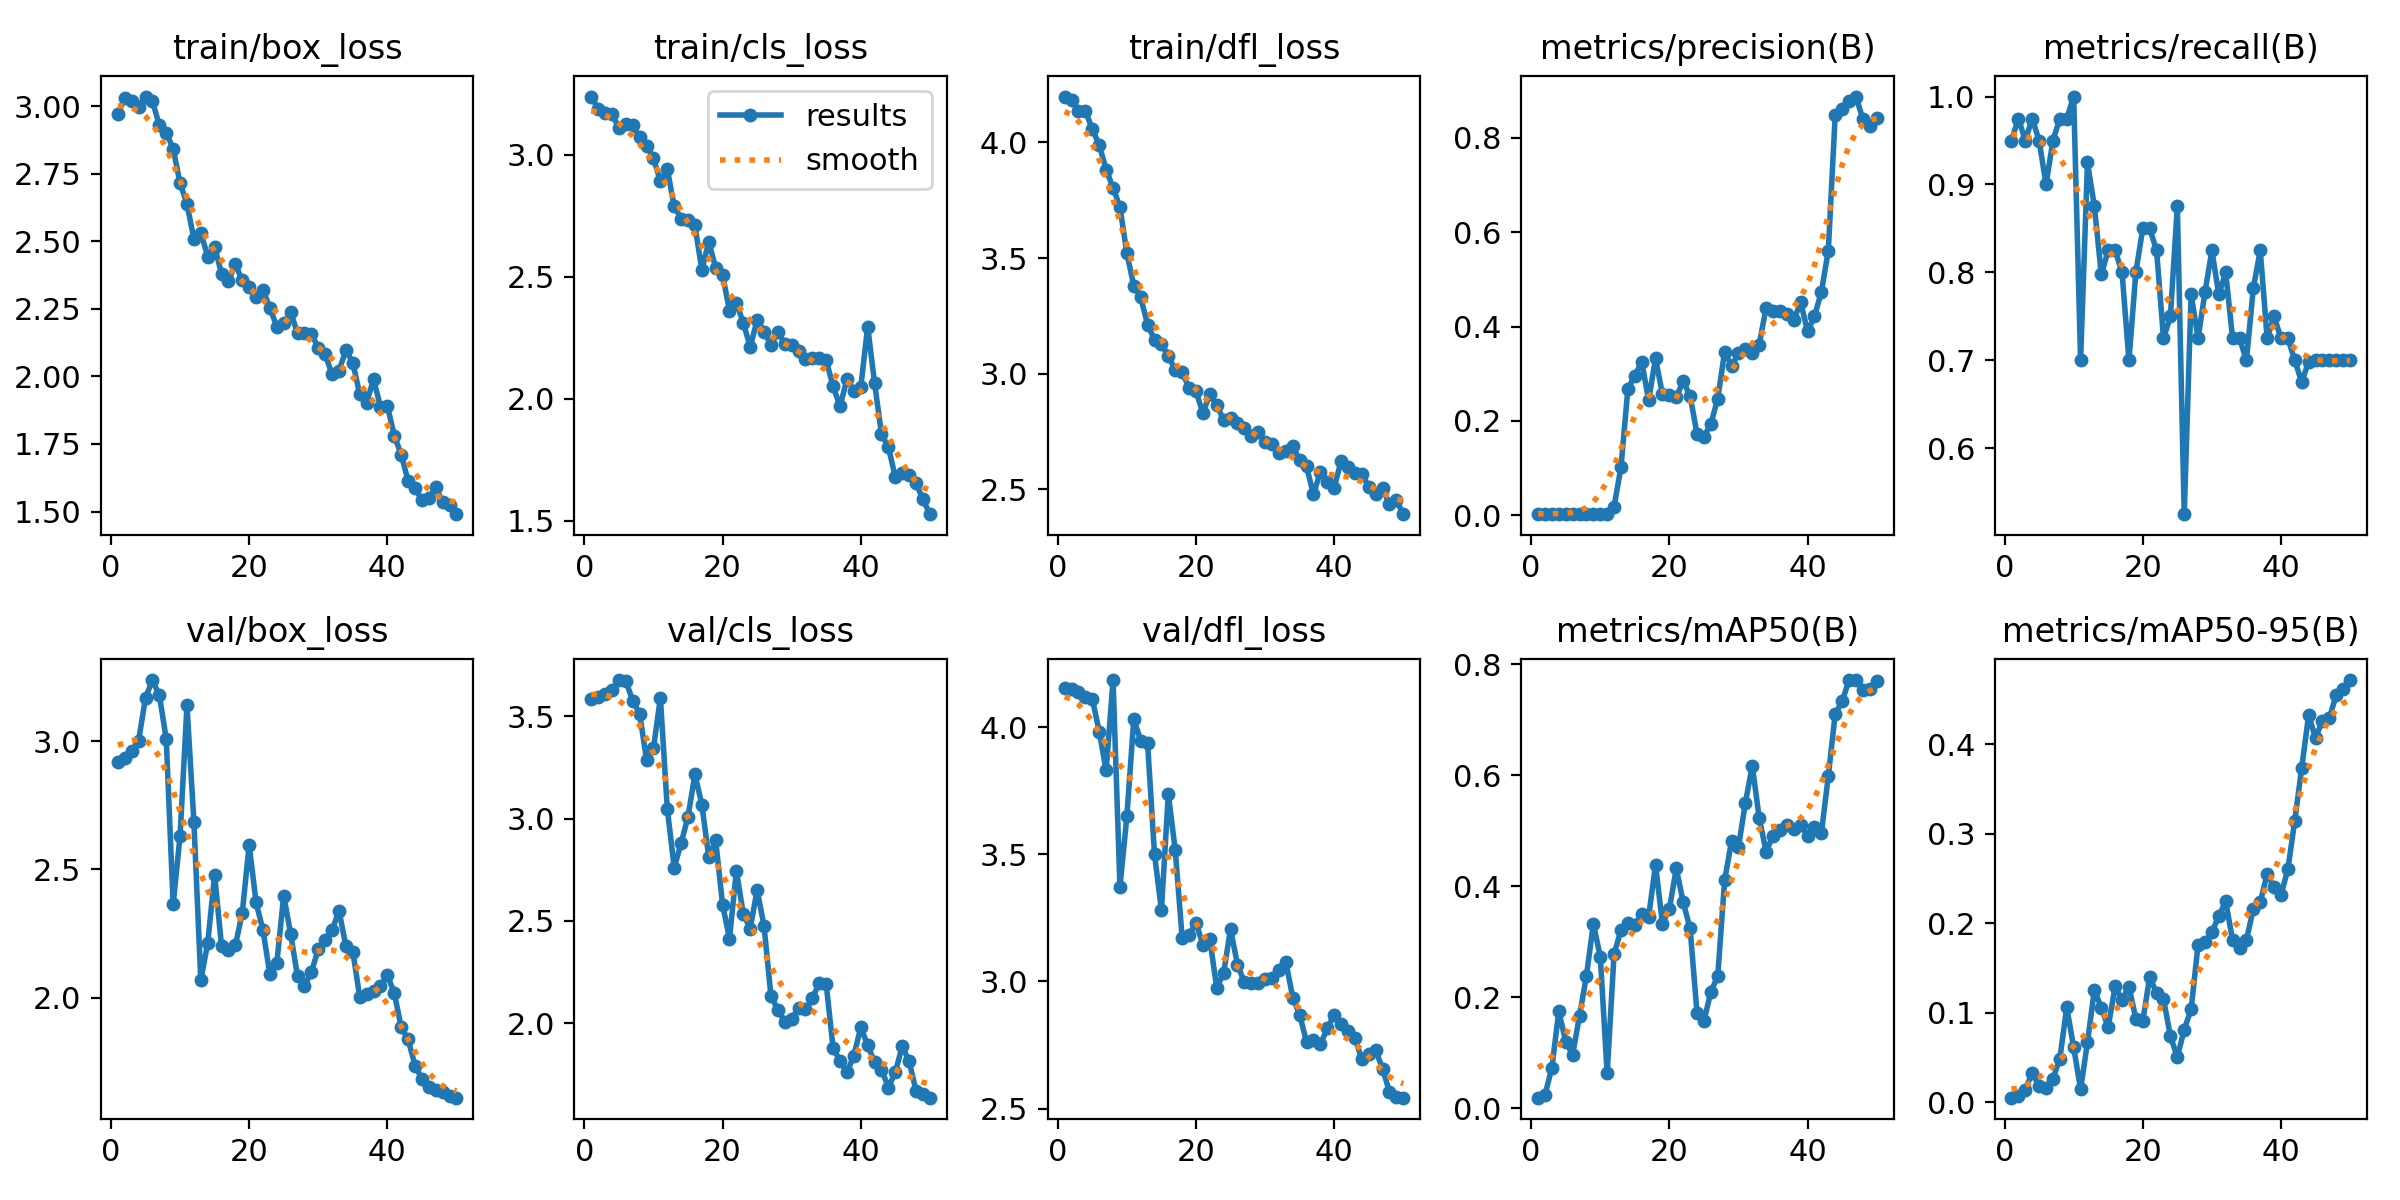 train/box_loss
train/cls_loss
train/dfl_loss
metrics/precision(B)
metrics/recall(B)
results
smooth
3.00
2.75
2.50
2.25
2.00
1.75
1.50
0 20 40
3.0
2.5
2.0
1.5
0 20 40
4.0
3.5
3.0
2.5
0 20 40
0.8
0.6
0.4
0.2
0.0
0 20 40
1.0
0.9
0.8
0.7
0.6
0 20 40
val/box_loss
val/cls_loss
val/dfl_loss
metrics/mAP50(B)
metrics/mAP50-95(B)
3.0
2.5
2.0
0 20 40
3.5
3.0
2.5
2.0
0 20 40
4.0
3.5
3.0
2.5
0 20 40
0.8
0.6
0.4
0.2
0.0
0 20 40
0.4
0.3
0.2
0.1
0.0
0 20 40